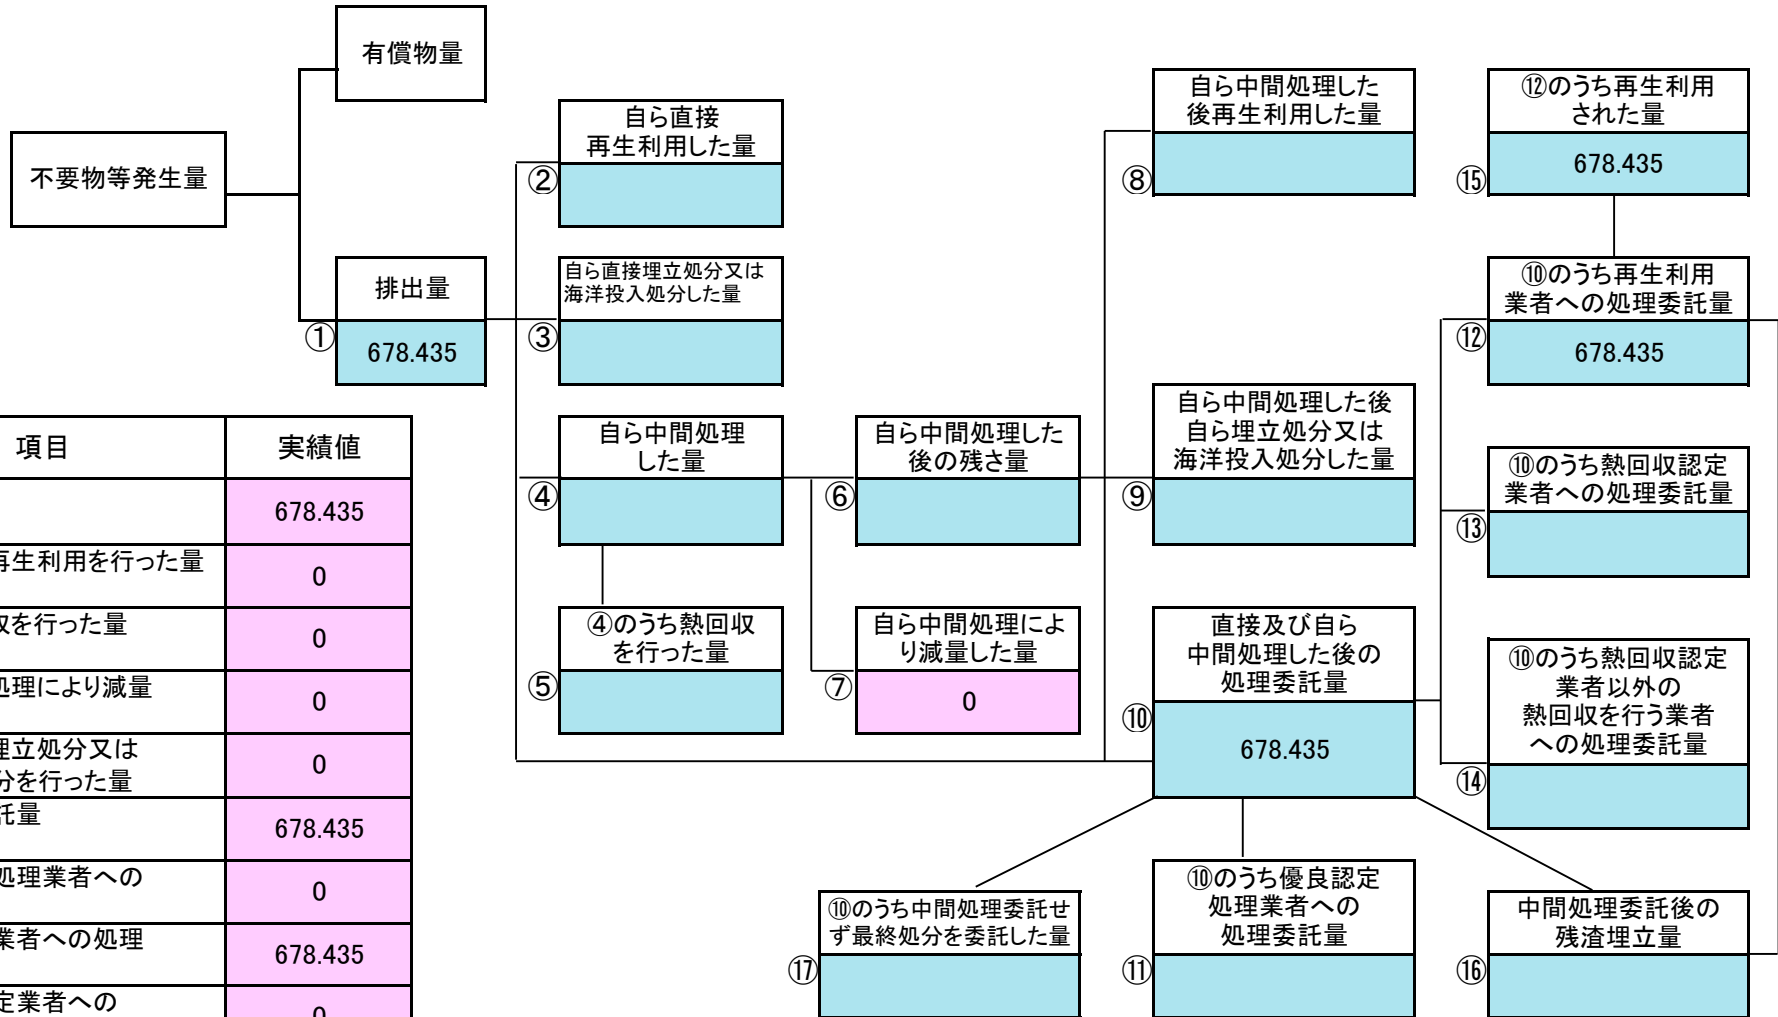 有償物量
不要物等発生量
排出量
①
678.435
自ら直接
再生利用した量
②
自ら直接埋立処分又は
海洋投入処分した量
③
自ら中間処理
した量
④
④のうち熱回収
を行った量
⑤
自ら中間処理した
後の残さ量
⑥
自ら中間処理によ
り減量した量
⑦
0
自ら中間処理した
後再生利用した量
⑧
自ら中間処理した後
自ら埋立処分又は
海洋投入処分した量
⑨
直接及び自ら
中間処理した後の
処理委託量
⑩
678.435
⑫のうち再生利用
された量
678.435
⑮
⑩のうち再生利用
業者への処理委託量
⑫
678.435
⑩のうち熱回収認定
業者への処理委託量
⑬
⑩のうち熱回収認定
業者以外の
熱回収を行う業者
への処理委託量
⑭
⑩のうち中間処理委託せ
ず最終処分を委託した量
⑰
⑩のうち優良認定
処理業者への
処理委託量
⑪
中間処理委託後の
残渣埋立量
⑯
項目 実績値
678.435
再生利用を行った量
0
収を行った量
0
処理により減量
0
埋立処分又は
分を行った量
0
託量
678.435
処理業者への
0
業者への処理
678.435
定業者への
0